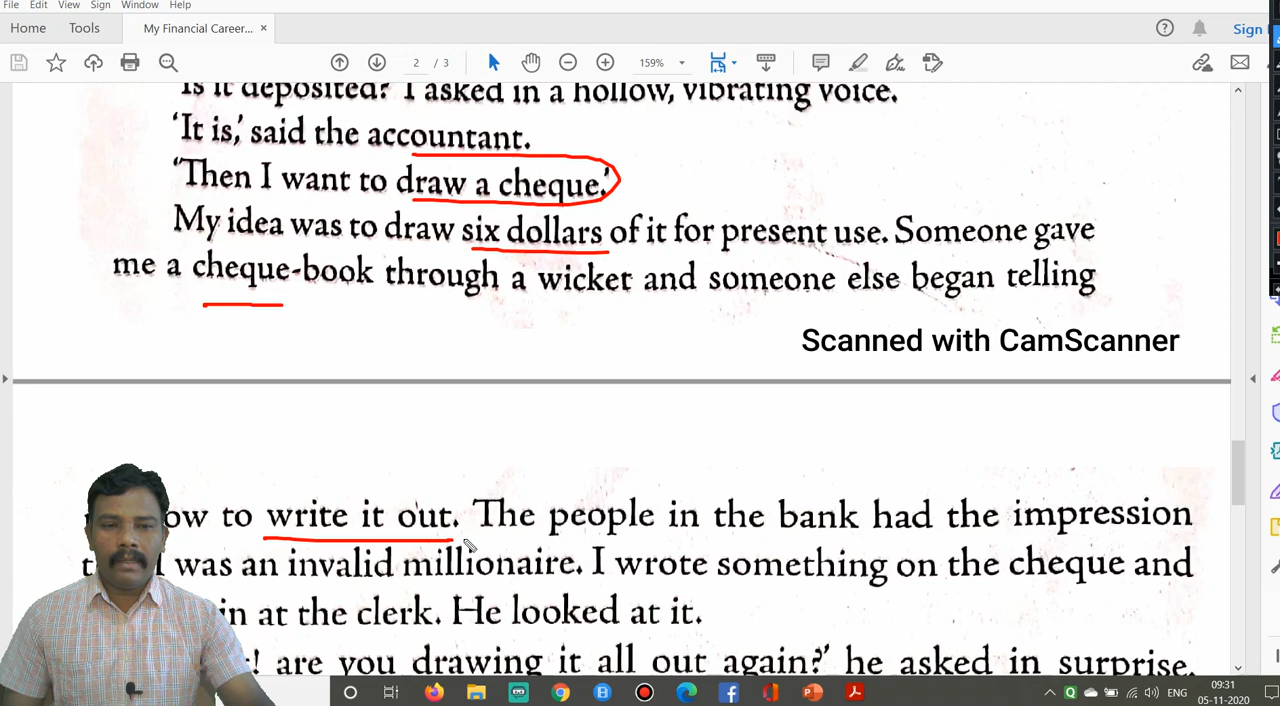 File Edit View Sign Window Help
Home Tools My Financial Career... × Sign
2 / 3 159%
'Is it deposited?' I asked in a hollow, vibrating voice.
'It is,' said the accountant.
'Then I want to draw a cheque.'
My idea was to draw six dollars of it for present use. Someone gave
me a cheque-book through a wicket and someone else began telling
Scanned with CamScanner
ow to write it out. The people in the bank had the impression
was an invalid millionaire. I wrote something on the cheque and
in at the clerk. He looked at it.
! are you drawing it all out again?' he asked in surprise.
ENG 09:31
05-11-2020